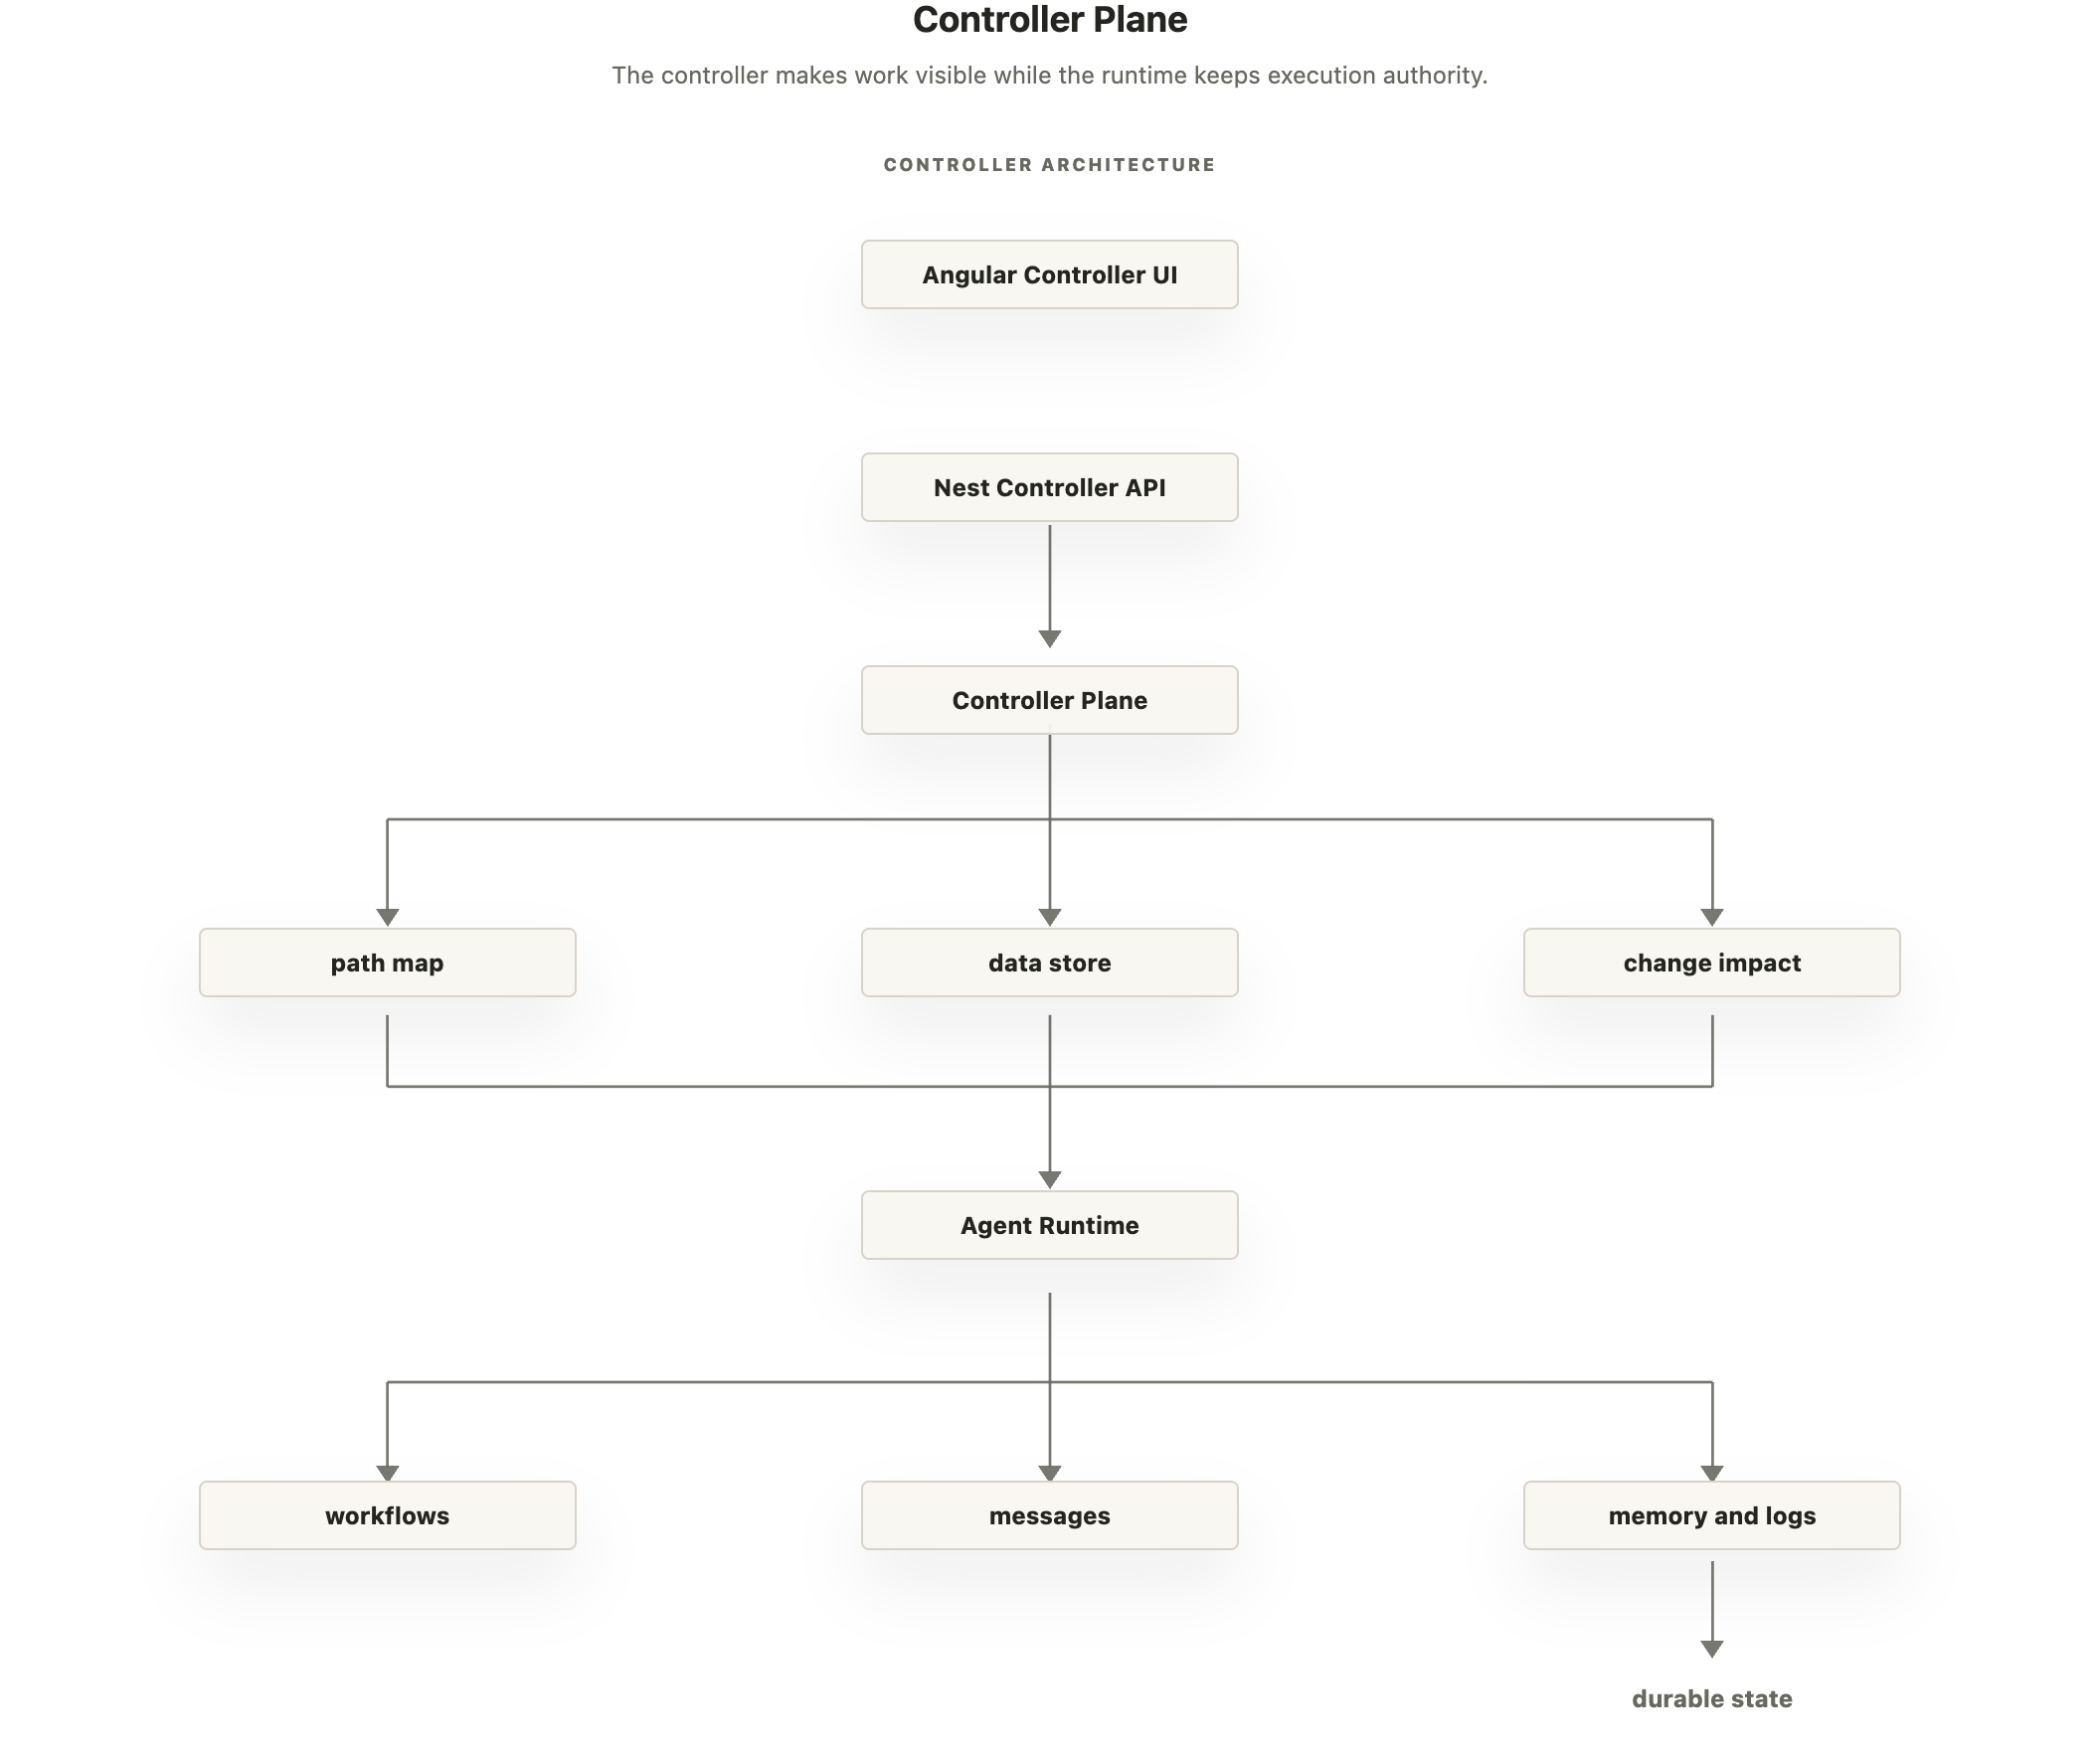 Controller Plane
The controller makes work visible while the runtime keeps execution authority.
CONTROLLER ARCHITECTURE
Angular Controller UI
Nest Controller API
Controller Plane
path map
data store
change impact
Agent Runtime
workflows
messages
memory and logs
durable state